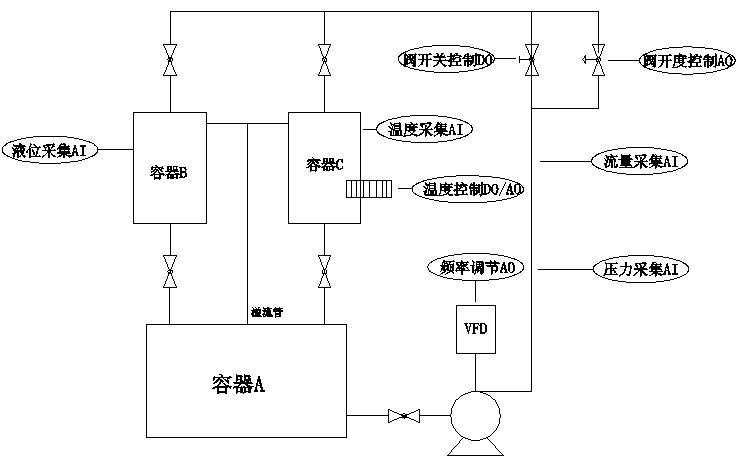 阀开关控制DO
阀开度控制AO
温度采集AI
液位采集AI
容器B
容器C
流量采集AI
温度控制DO/AO
频率调节AO
压力采集AI
溢流管
VFD
容器A